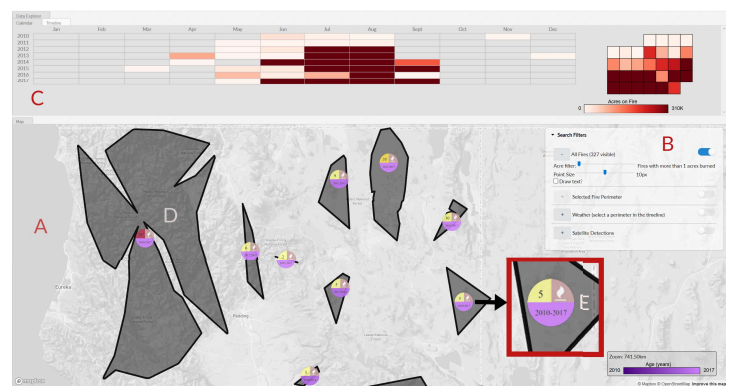 Data Explorer
Calendar Timeline
Jan Feb Mar Apr May Jun Jul Aug Sept Oct Nov Dec
2010
2011
2012
2013
2014
2015
2016
2017
C
Acres on Fire
0 310K
Map
A
D
B
Search Filters
All Fires (327 visible)
Acre filter: Fires with more than 1 acres burned
Point Size 10px
Draw text?
Selected Fire Perimeter
Weather (select a perimeter in the timeline)
Satellite Detections
Eureka
Redding
5
2010-2017
E
Zoom: 741.50km
Age (years)
2010 2017
mapbox
© Mapbox © OpenStreetMap Improve this map